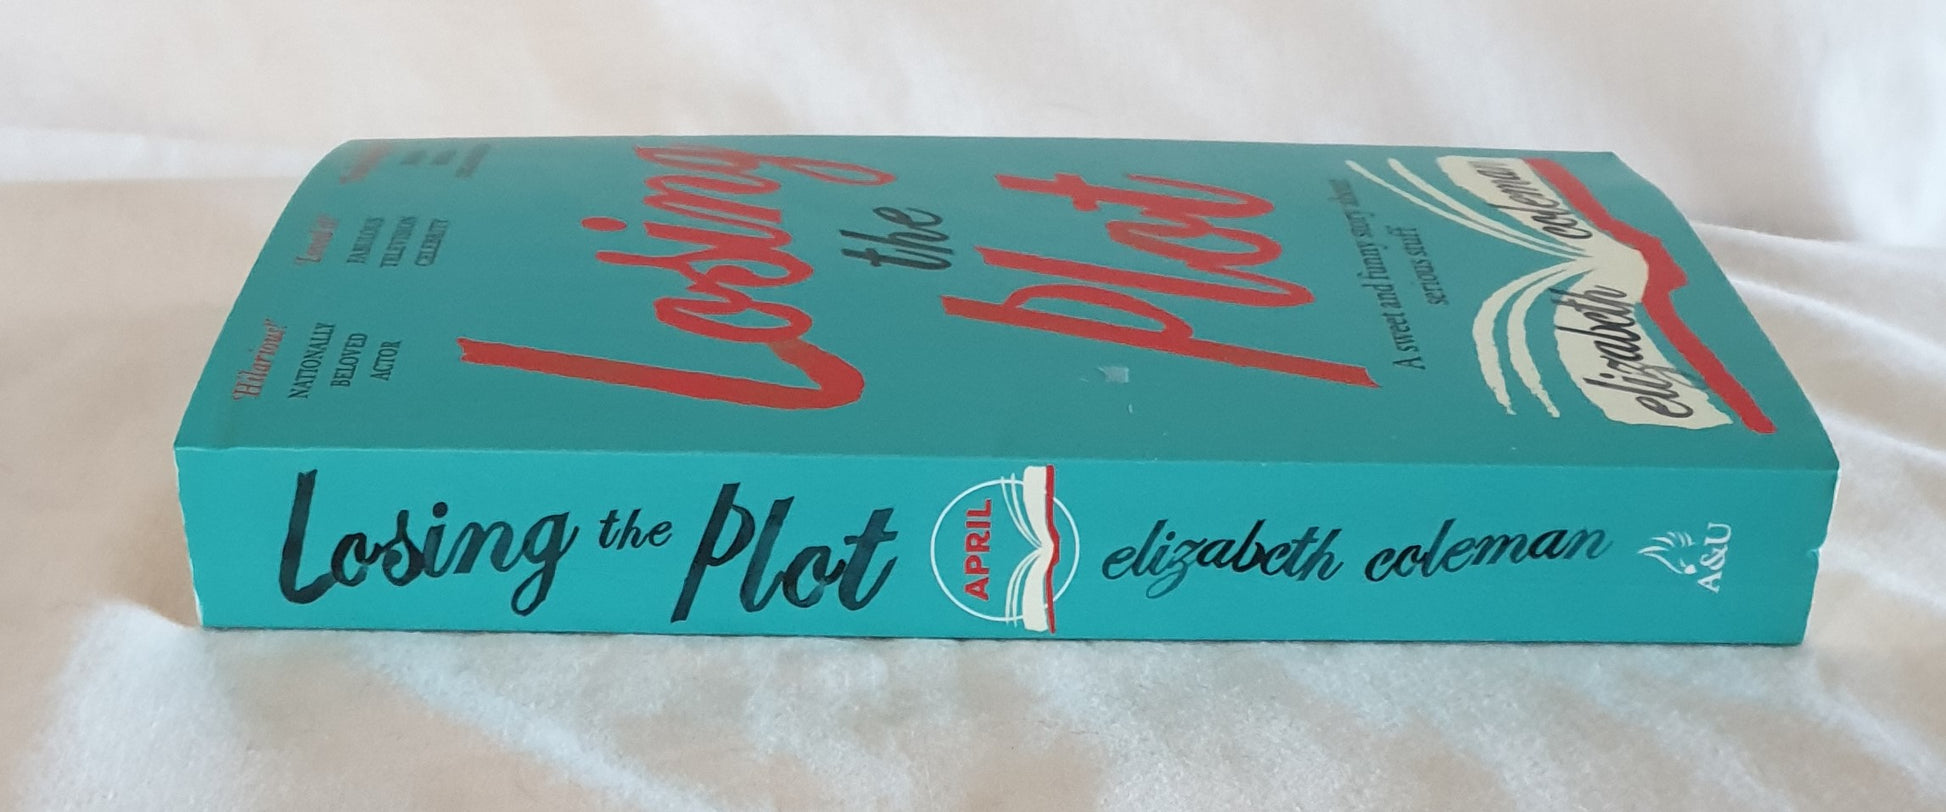 'Hilarious!'
NATIONALLY
BELOVED
ACTOR
'Loved it!'
FABULOUS
TELEVISION
CELEBRITY
Losing
the
Plot
A sweet and funny story about
serious stuff
elizabeth coleman
Losing the Plot
APRIL
elizabeth coleman
A&U